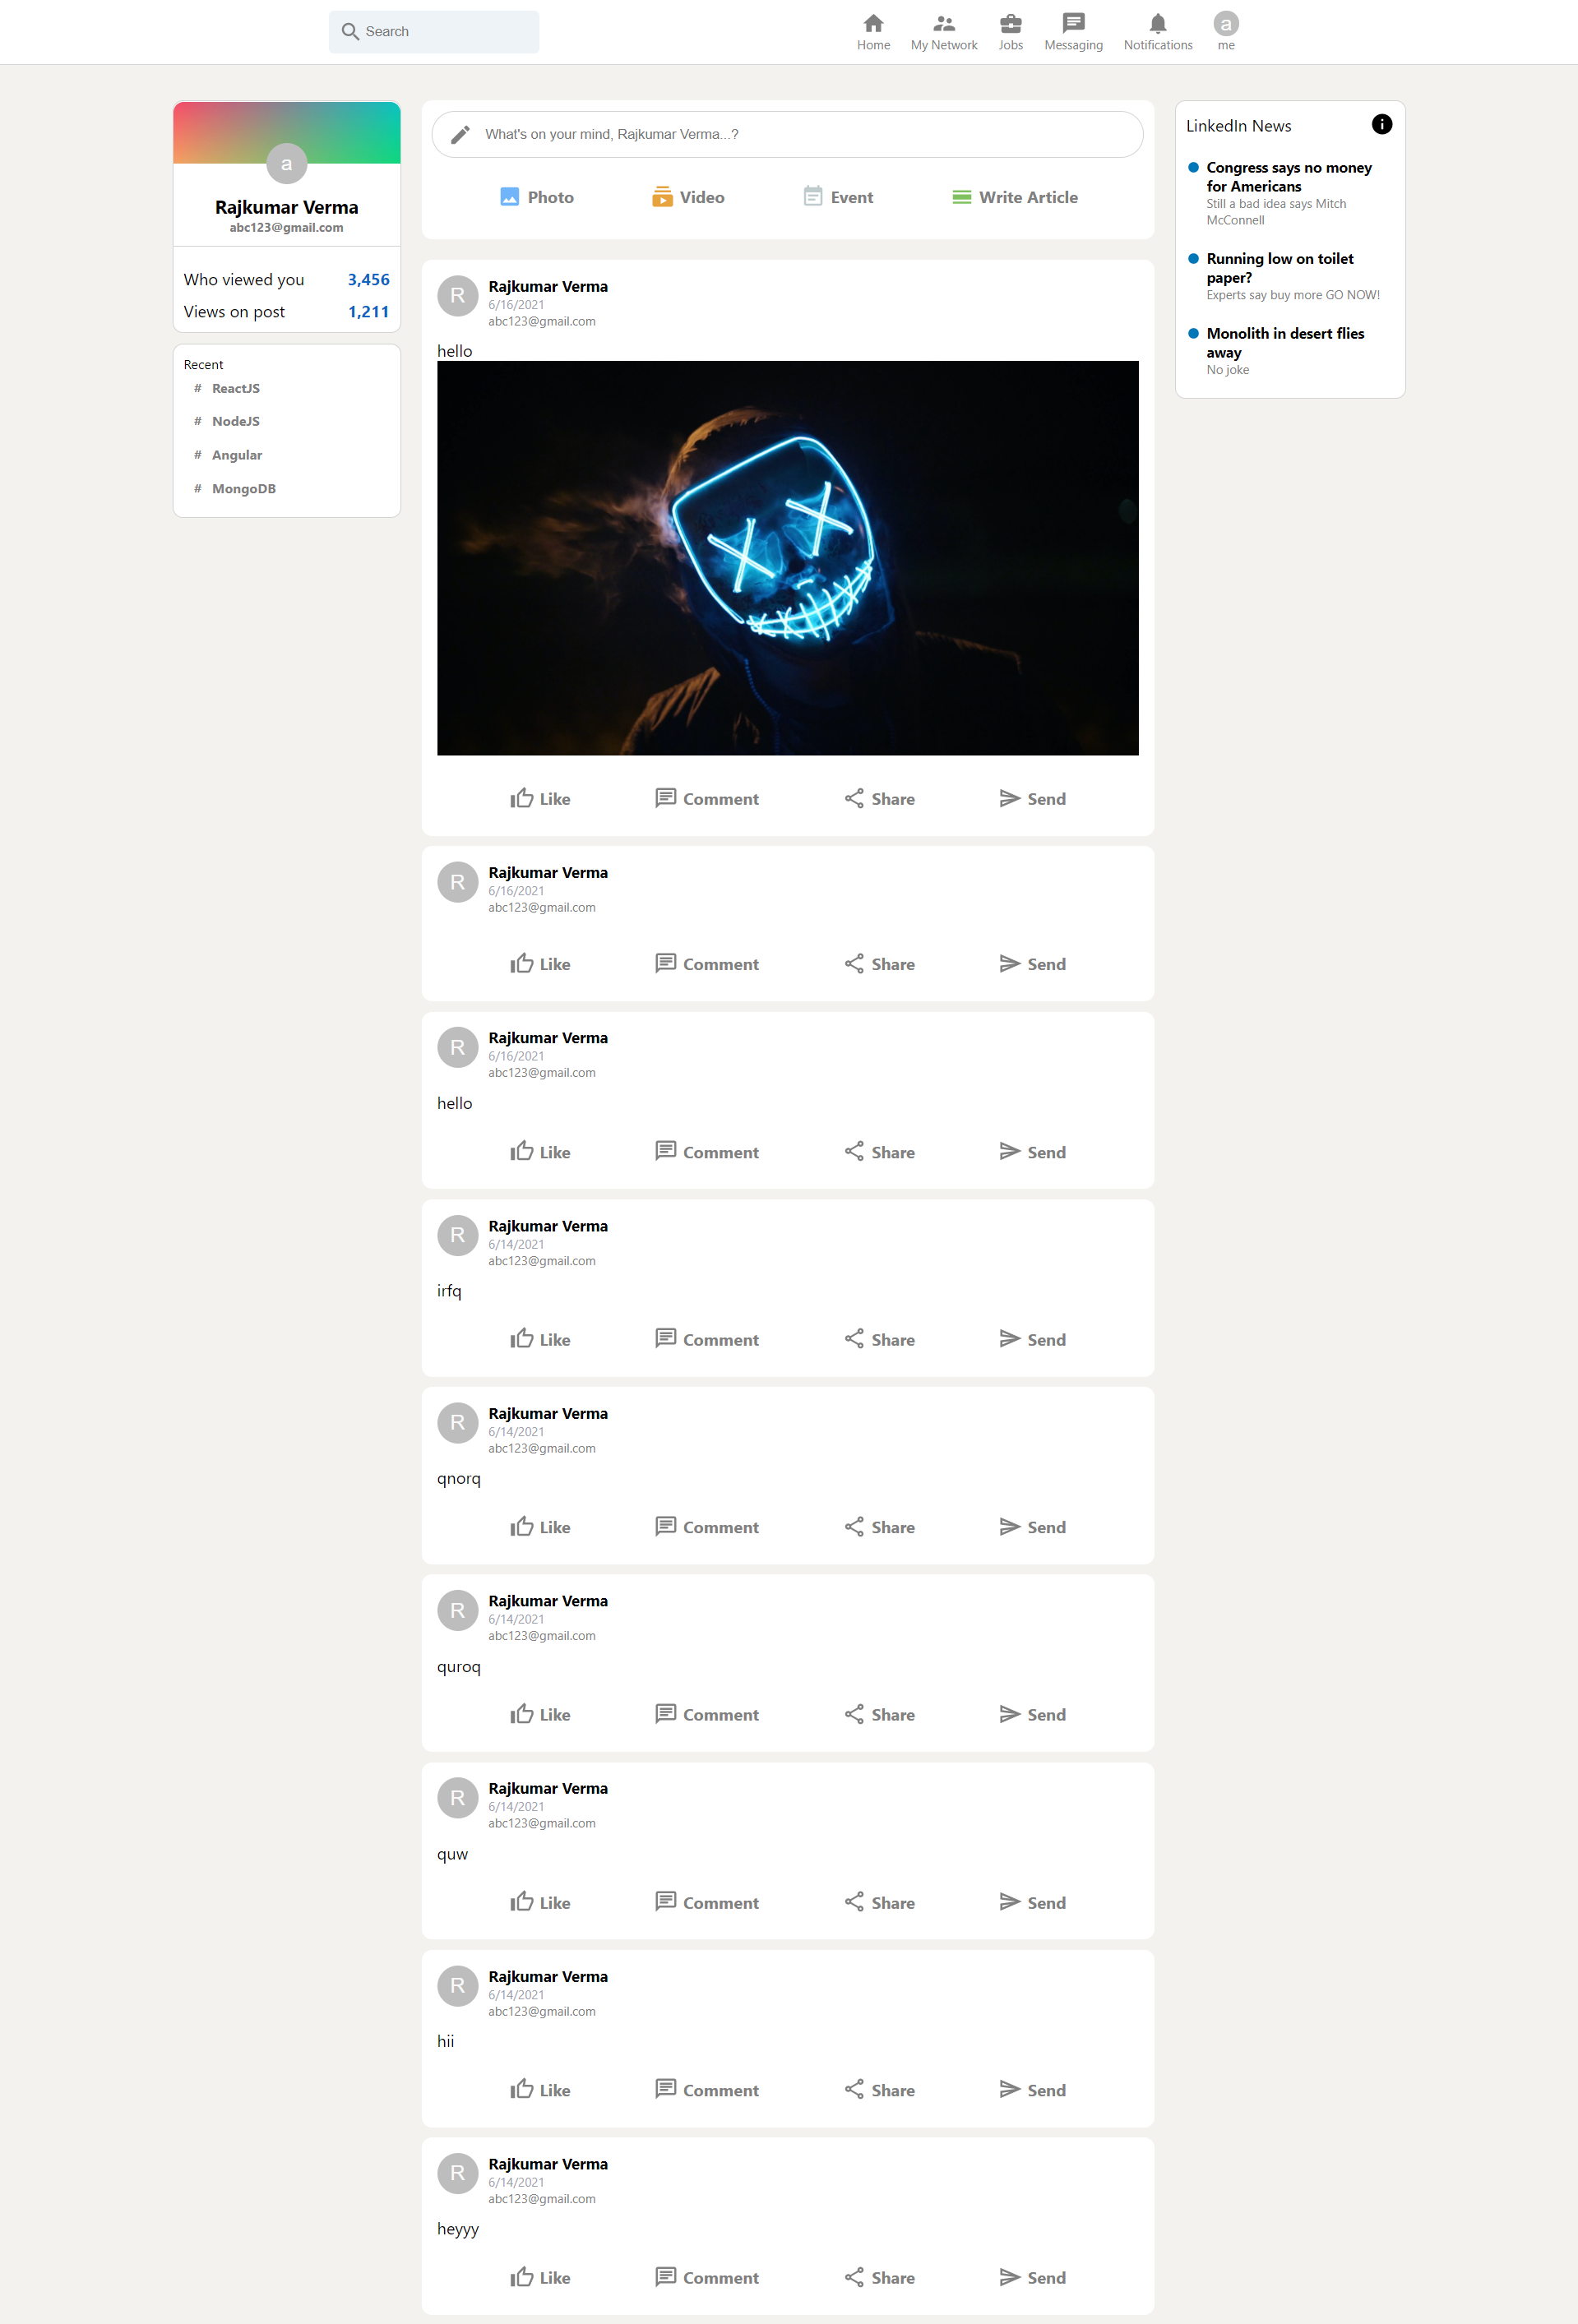 Search
Home
My Network
Jobs
Messaging
Notifications
a
me
a
Rajkumar Verma
abc123@gmail.com
Who viewed you 3,456
Views on post 1,211
Recent
# ReactJS
# NodeJS
# Angular
# MongoDB
What's on your mind, Rajkumar Verma...?
Photo Video Event Write Article
R
Rajkumar Verma
6/16/2021
abc123@gmail.com
hello
Like Comment Share Send
R
Rajkumar Verma
6/16/2021
abc123@gmail.com
Like Comment Share Send
R
Rajkumar Verma
6/16/2021
abc123@gmail.com
hello
Like Comment Share Send
R
Rajkumar Verma
6/14/2021
abc123@gmail.com
irfq
Like Comment Share Send
R
Rajkumar Verma
6/14/2021
abc123@gmail.com
qnorq
Like Comment Share Send
R
Rajkumar Verma
6/14/2021
abc123@gmail.com
quroq
Like Comment Share Send
R
Rajkumar Verma
6/14/2021
abc123@gmail.com
quw
Like Comment Share Send
R
Rajkumar Verma
6/14/2021
abc123@gmail.com
hii
Like Comment Share Send
R
Rajkumar Verma
6/14/2021
abc123@gmail.com
heyyy
Like Comment Share Send
LinkedIn News
Congress says no money
for Americans
Still a bad idea says Mitch
McConnell
Running low on toilet
paper?
Experts say buy more GO NOW!
Monolith in desert flies
away
No joke